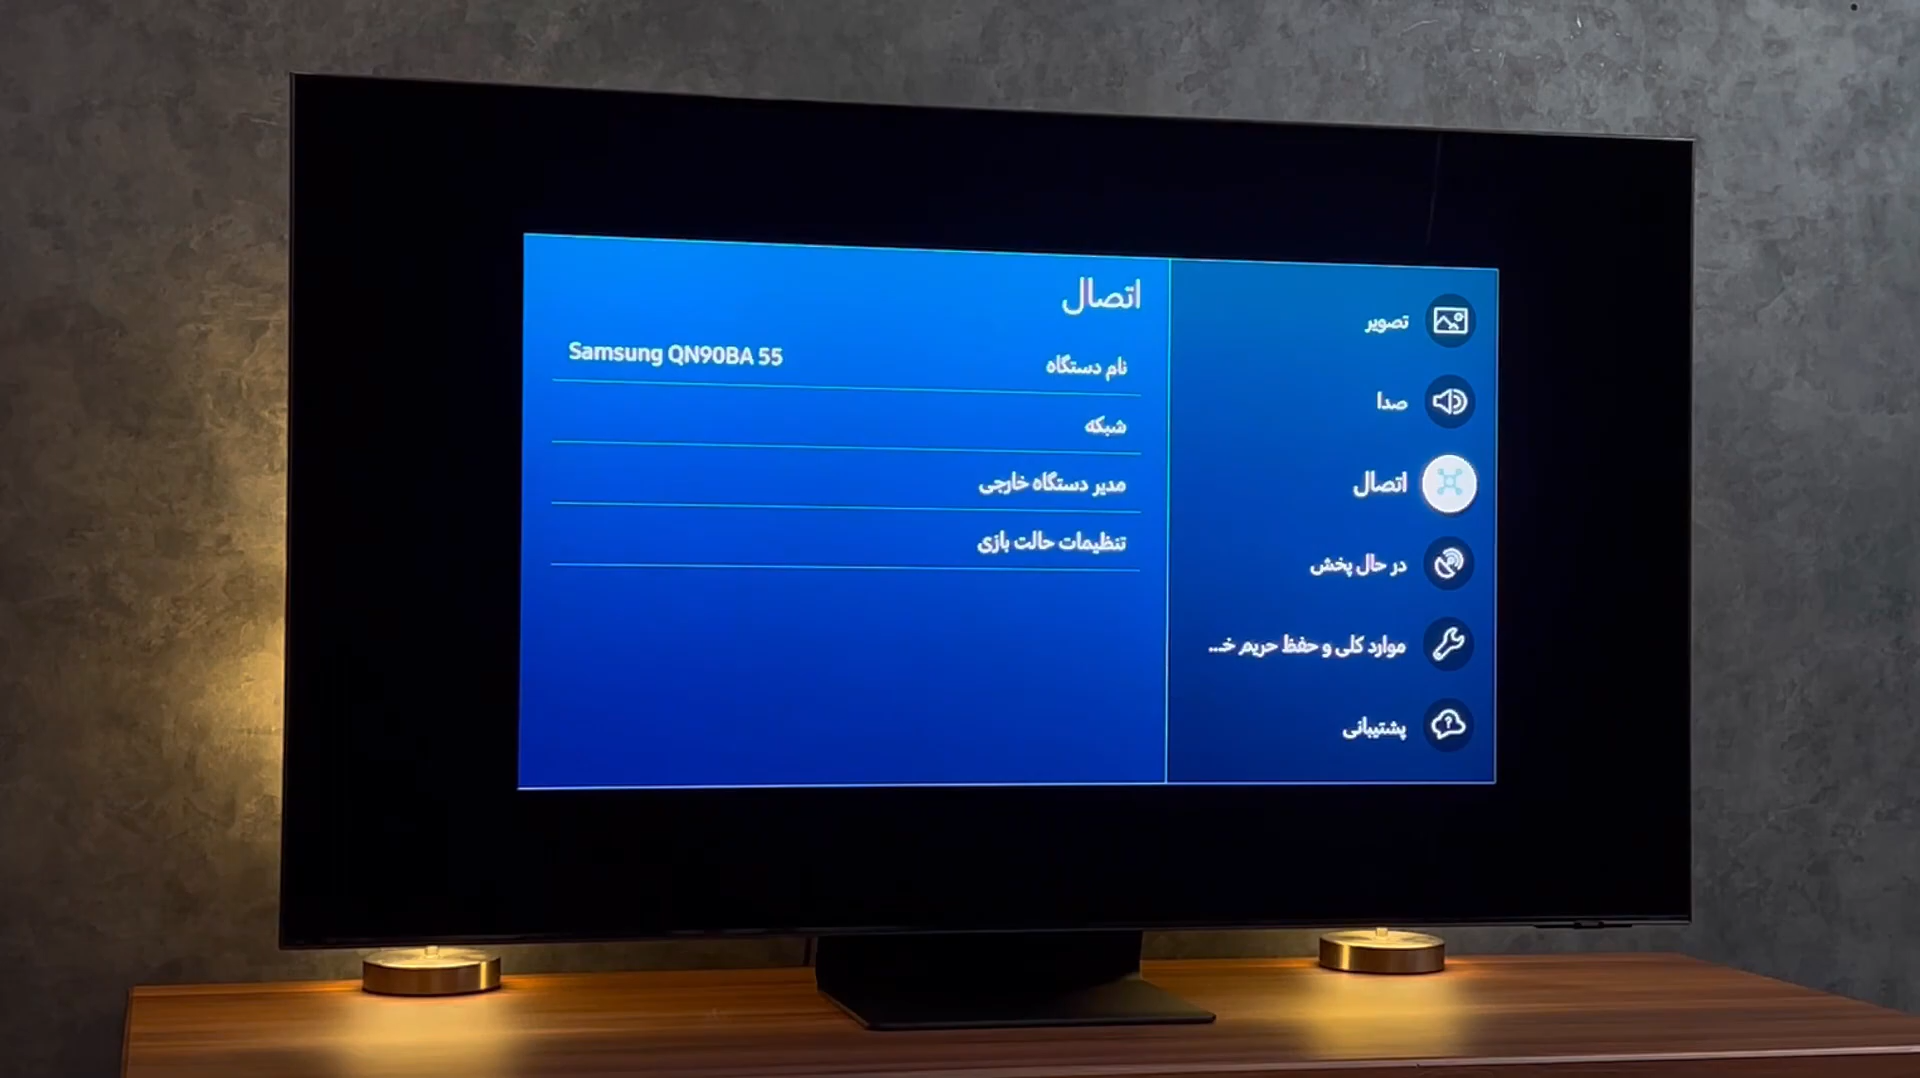 تصویر
صدا
اتصال
در حال پخش
موارد کلی و حفظ حریم خـ...
پشتیبانی
اتصال
نام دستگاه
Samsung QN90BA 55
شبکه
مدیر دستگاه خارجی
تنظیمات حالت بازی